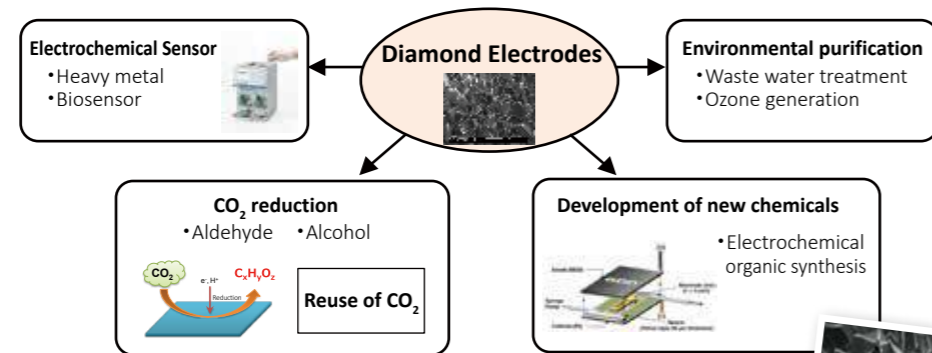 Diamond Electrodes
Electrochemical Sensor
・Heavy metal
・Biosensor
Environmental purification
・Waste water treatment
・Ozone generation
CO₂ reduction
・Aldehyde ・Alcohol
CO₂
e⁻, H⁺
Reduction
CₓHᵧO₂
Reuse of CO₂
Development of new chemicals
・Electrochemical
organic synthesis